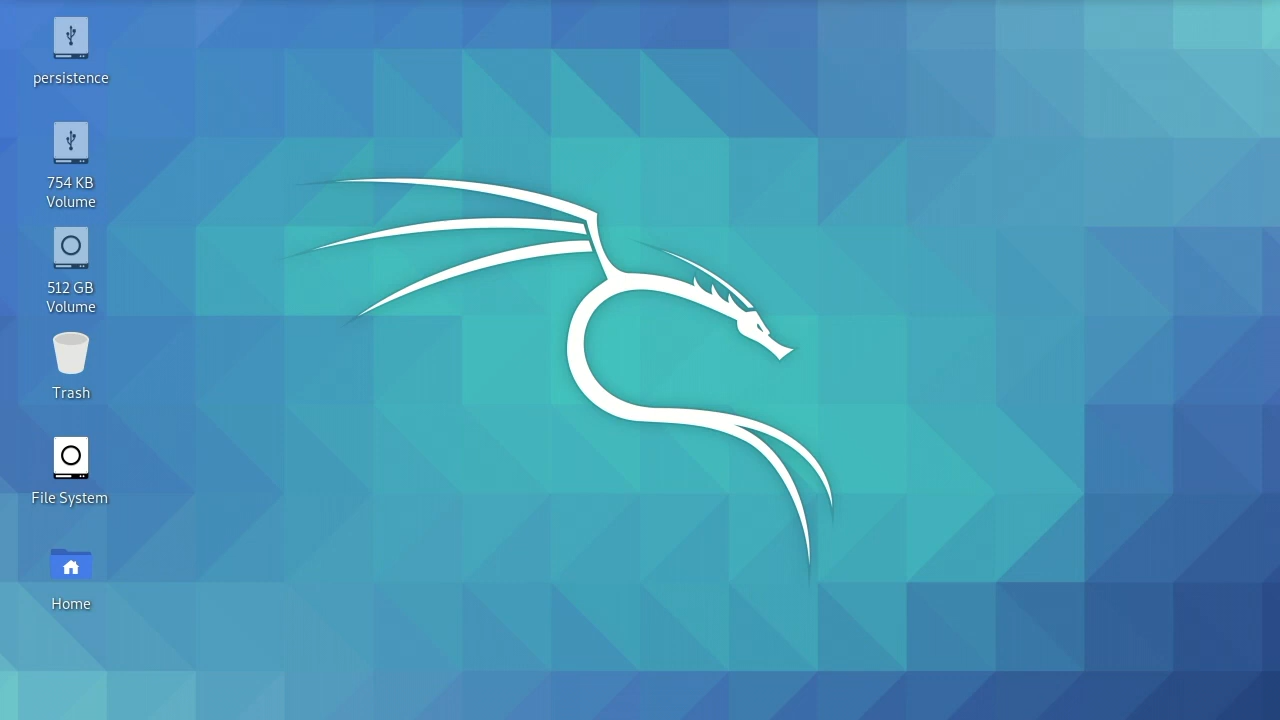 persistence
754 KB
Volume
512 GB
Volume
Trash
File System
Home